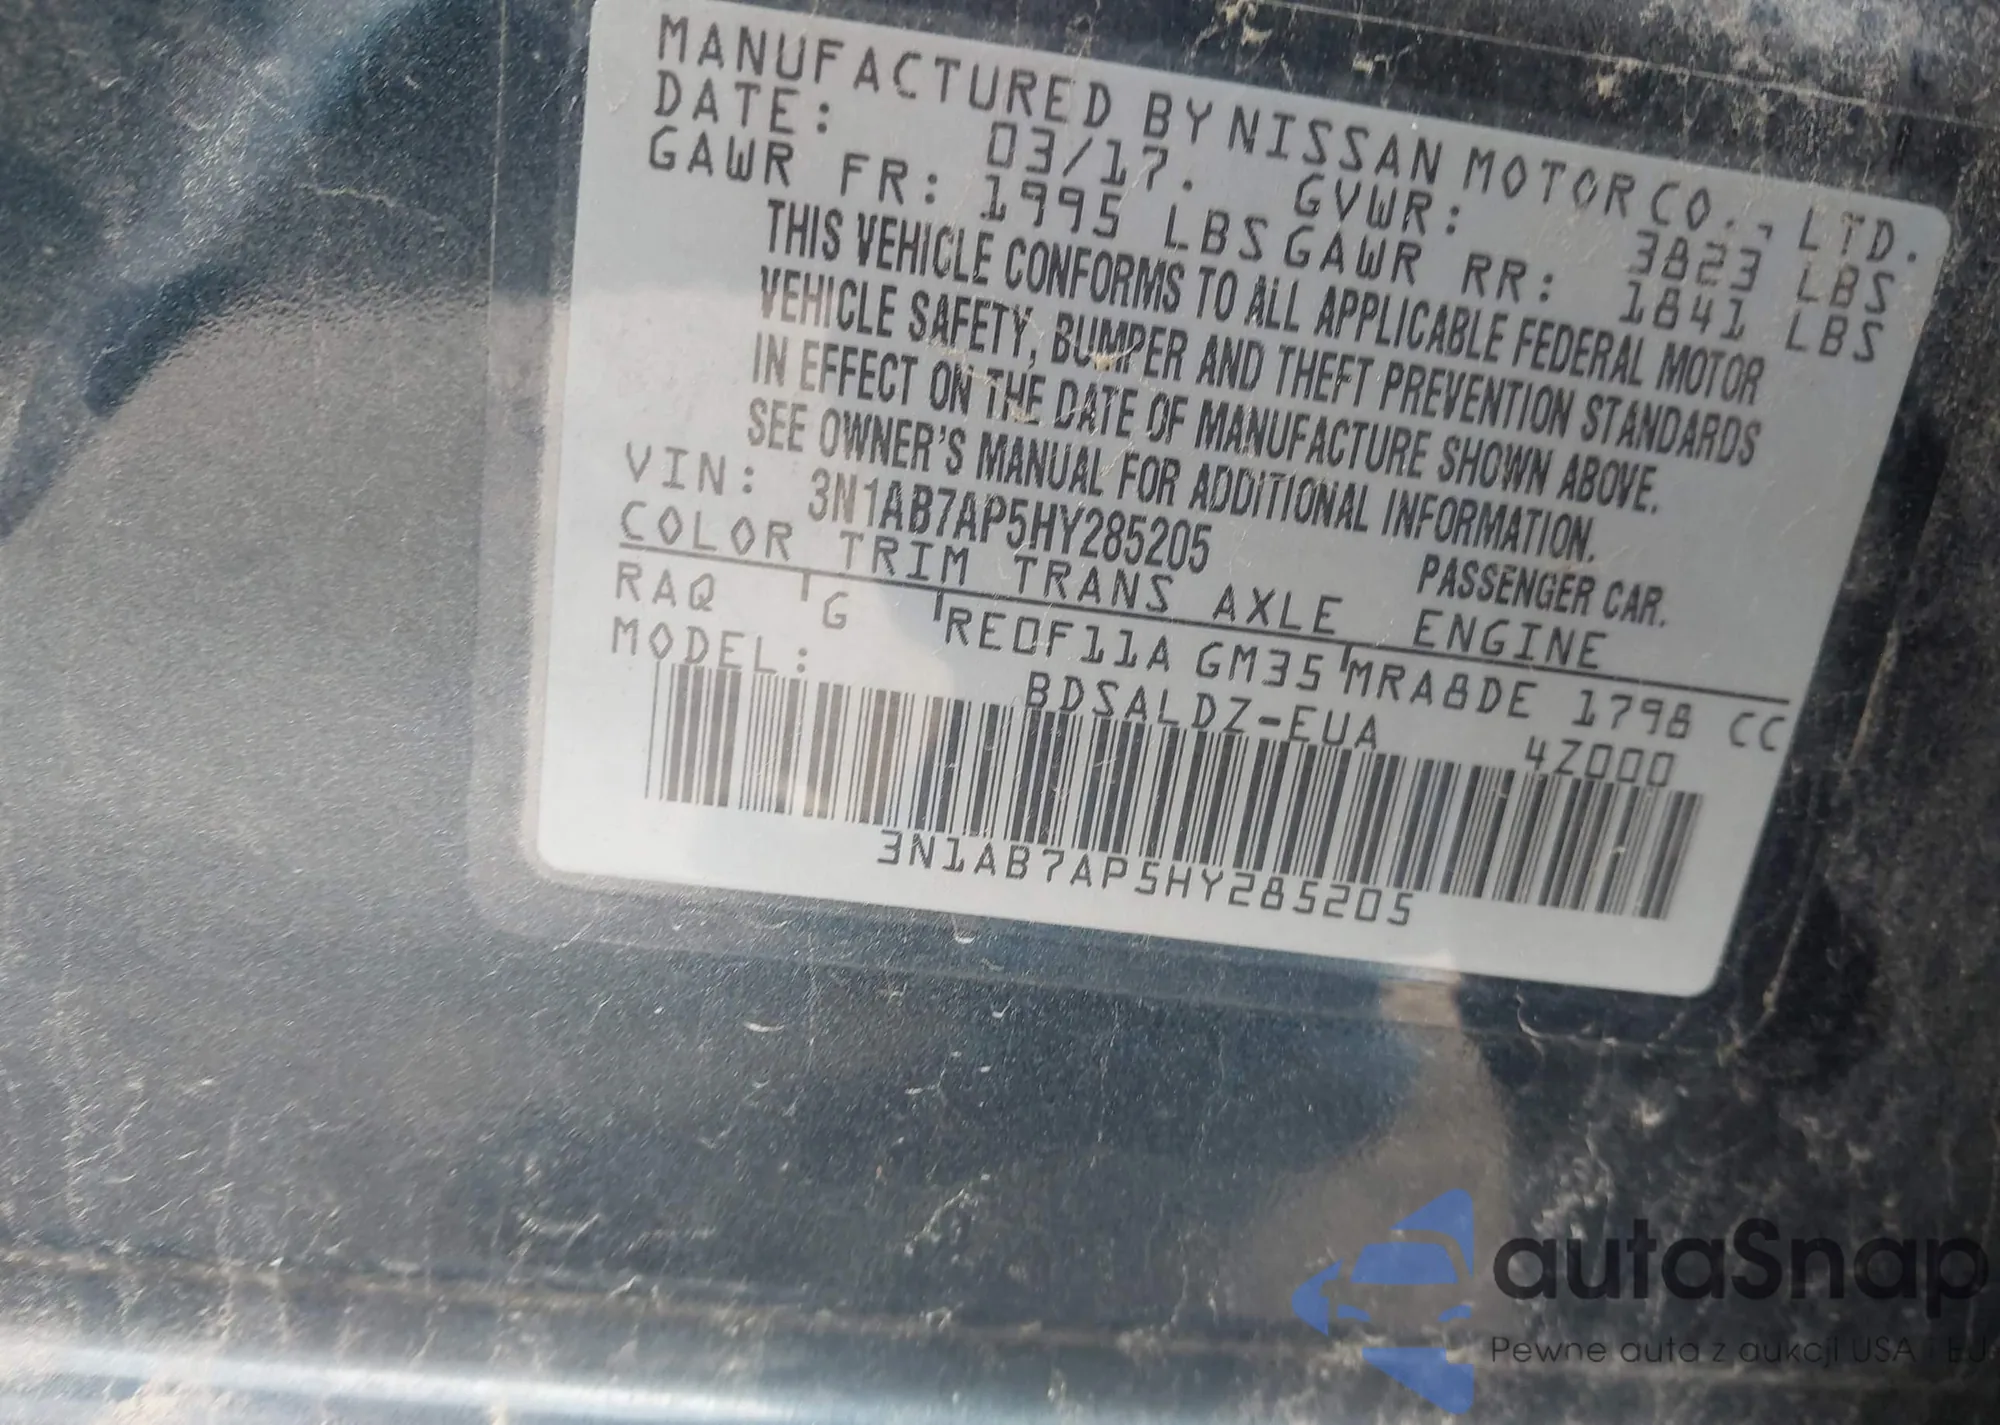 MANUFACTURED BY NISSAN MOTOR CO., LTD.
DATE: 03/17. GVWR: 3823 LBS
GAWR FR: 1995 LBS GAWR RR: 1841 LBS
THIS VEHICLE CONFORMS TO ALL APPLICABLE FEDERAL MOTOR
VEHICLE SAFETY, BUMPER AND THEFT PREVENTION STANDARDS
IN EFFECT ON THE DATE OF MANUFACTURE SHOWN ABOVE.
SEE OWNER'S MANUAL FOR ADDITIONAL INFORMATION.
VIN: 3N1AB7AP5HY285205 PASSENGER CAR.
COLOR TRIM TRANS AXLE ENGINE
RAQ G RE0F11A GM35 MRA8DE 1798 CC
MODEL: BDSALDZ-EUA 4Z000
3N1AB7AP5HY285205
autaSnap
Pewne auta z aukcji USA i EU